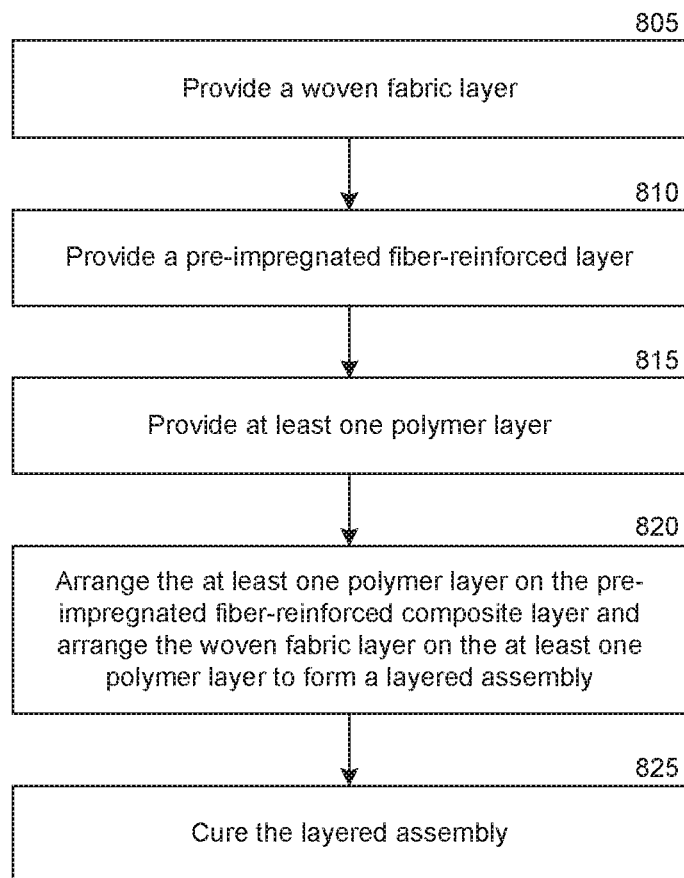 805
Provide a woven fabric layer
810
Provide a pre-impregnated fiber-reinforced layer
815
Provide at least one polymer layer
820
Arrange the at least one polymer layer on the pre-
impregnated fiber-reinforced composite layer and
arrange the woven fabric layer on the at least one
polymer layer to form a layered assembly
825
Cure the layered assembly